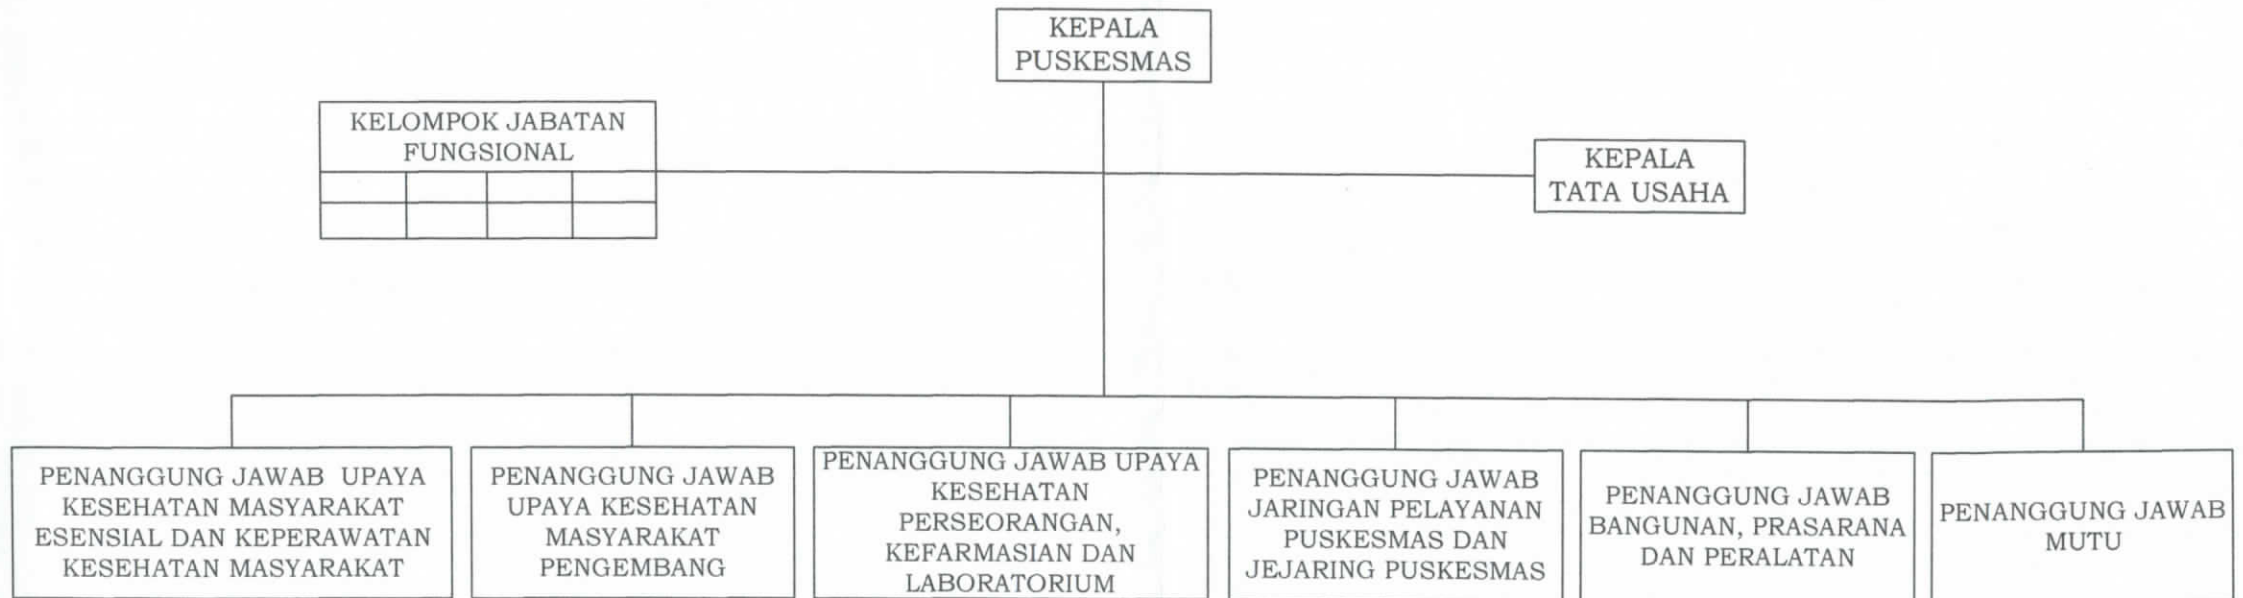 KEPALA
PUSKESMAS
KELOMPOK JABATAN
FUNGSIONAL
KEPALA
TATA USAHA
PENANGGUNG JAWAB UPAYA
KESEHATAN MASYARAKAT
ESENSIAL DAN KEPERAWATAN
KESEHATAN MASYARAKAT
PENANGGUNG JAWAB
UPAYA KESEHATAN
MASYARAKAT
PENGEMBANG
PENANGGUNG JAWAB UPAYA
KESEHATAN
PERSEORANGAN,
KEFARMASIAN DAN
LABORATORIUM
PENANGGUNG JAWAB
JARINGAN PELAYANAN
PUSKESMAS DAN
JEJARING PUSKESMAS
PENANGGUNG JAWAB
BANGUNAN, PRASARANA
DAN PERALATAN
PENANGGUNG JAWAB
MUTU